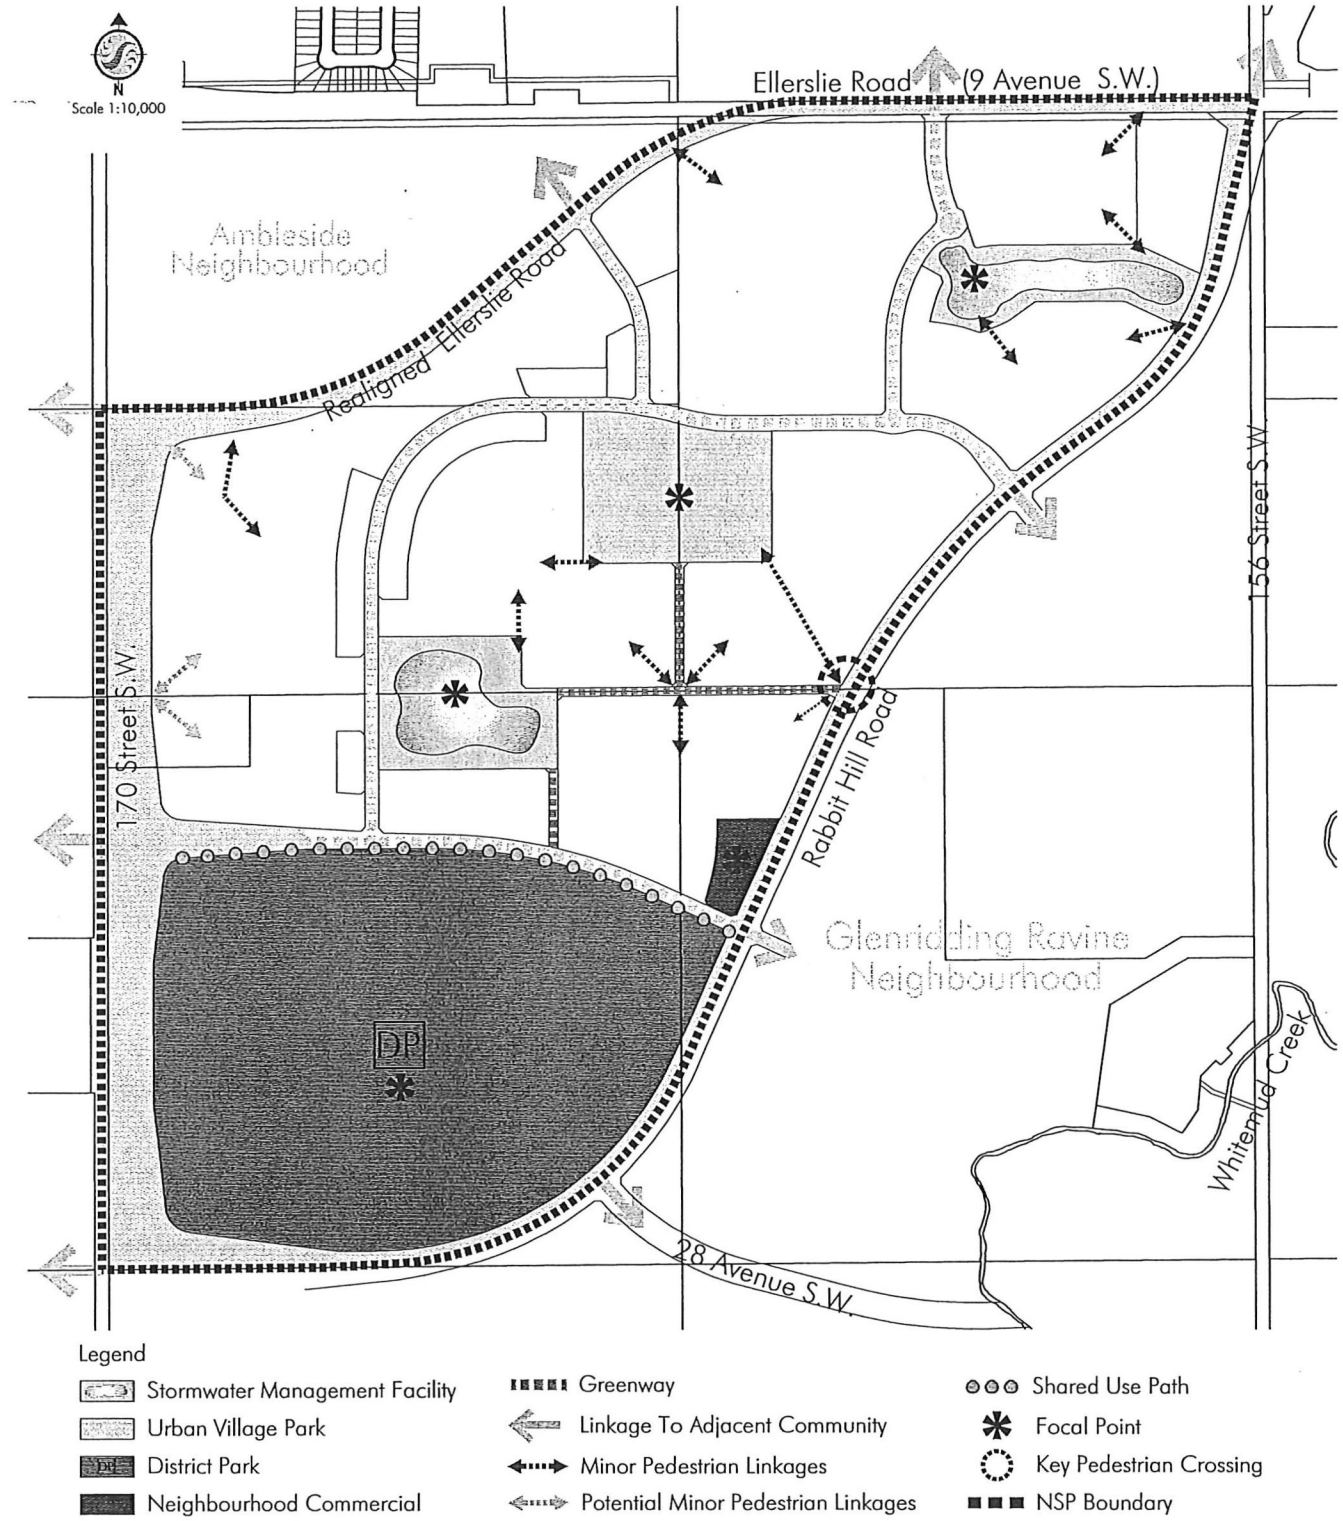 N
Scale 1:10,000
Ellerslie Road (9 Avenue S.W.)
Ambleside
Neighbourhood
Realigned Ellerslie Road
156 Street S.W.
170 Street S.W.
Rabbit Hill Road
Glenridding Ravine
Neighbourhood
DP
Whitemud Creek
28 Avenue S.W.
Legend
Stormwater Management Facility
Urban Village Park
DP District Park
Neighbourhood Commercial
Greenway
Linkage To Adjacent Community
Minor Pedestrian Linkages
Potential Minor Pedestrian Linkages
Shared Use Path
Focal Point
Key Pedestrian Crossing
NSP Boundary